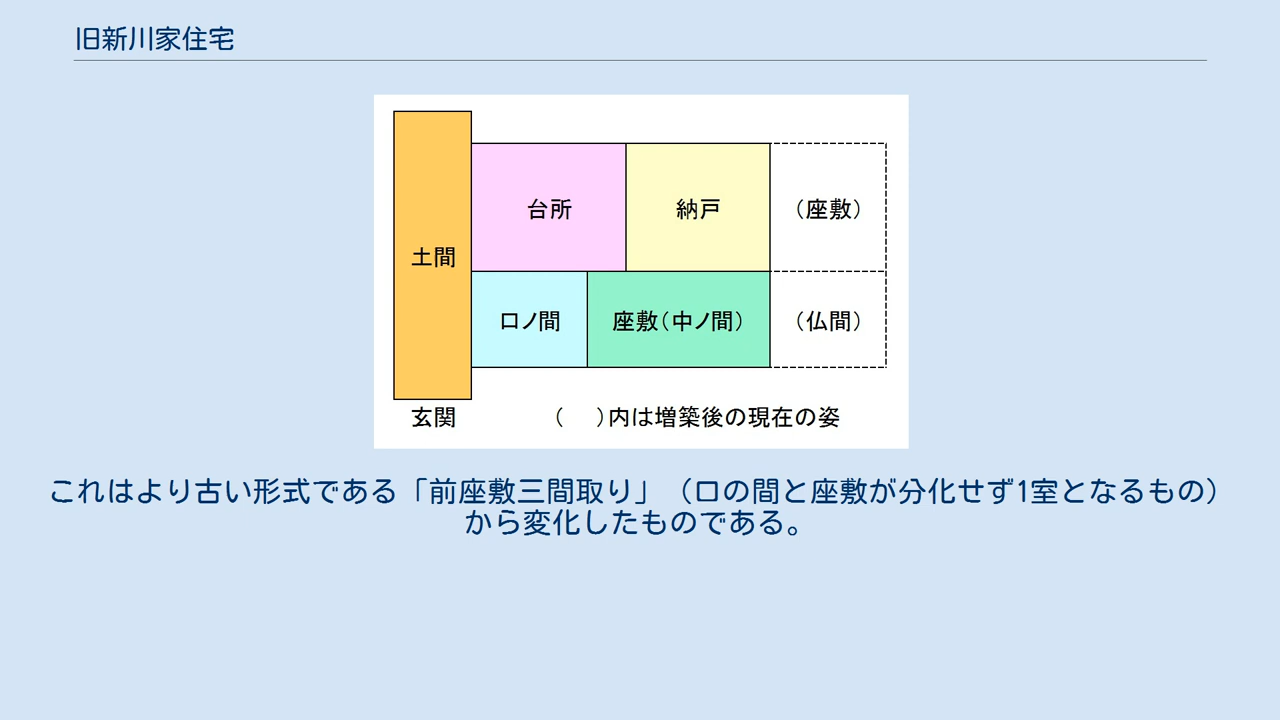 旧新川家住宅
台所
納戸
（座敷）
土間
口ノ間
座敷（中ノ間）
（仏間）
玄関
（　）内は増築後の現在の姿
これはより古い形式である「前座敷三間取り」（口の間と座敷が分化せず1室となるもの）
から変化したものである。